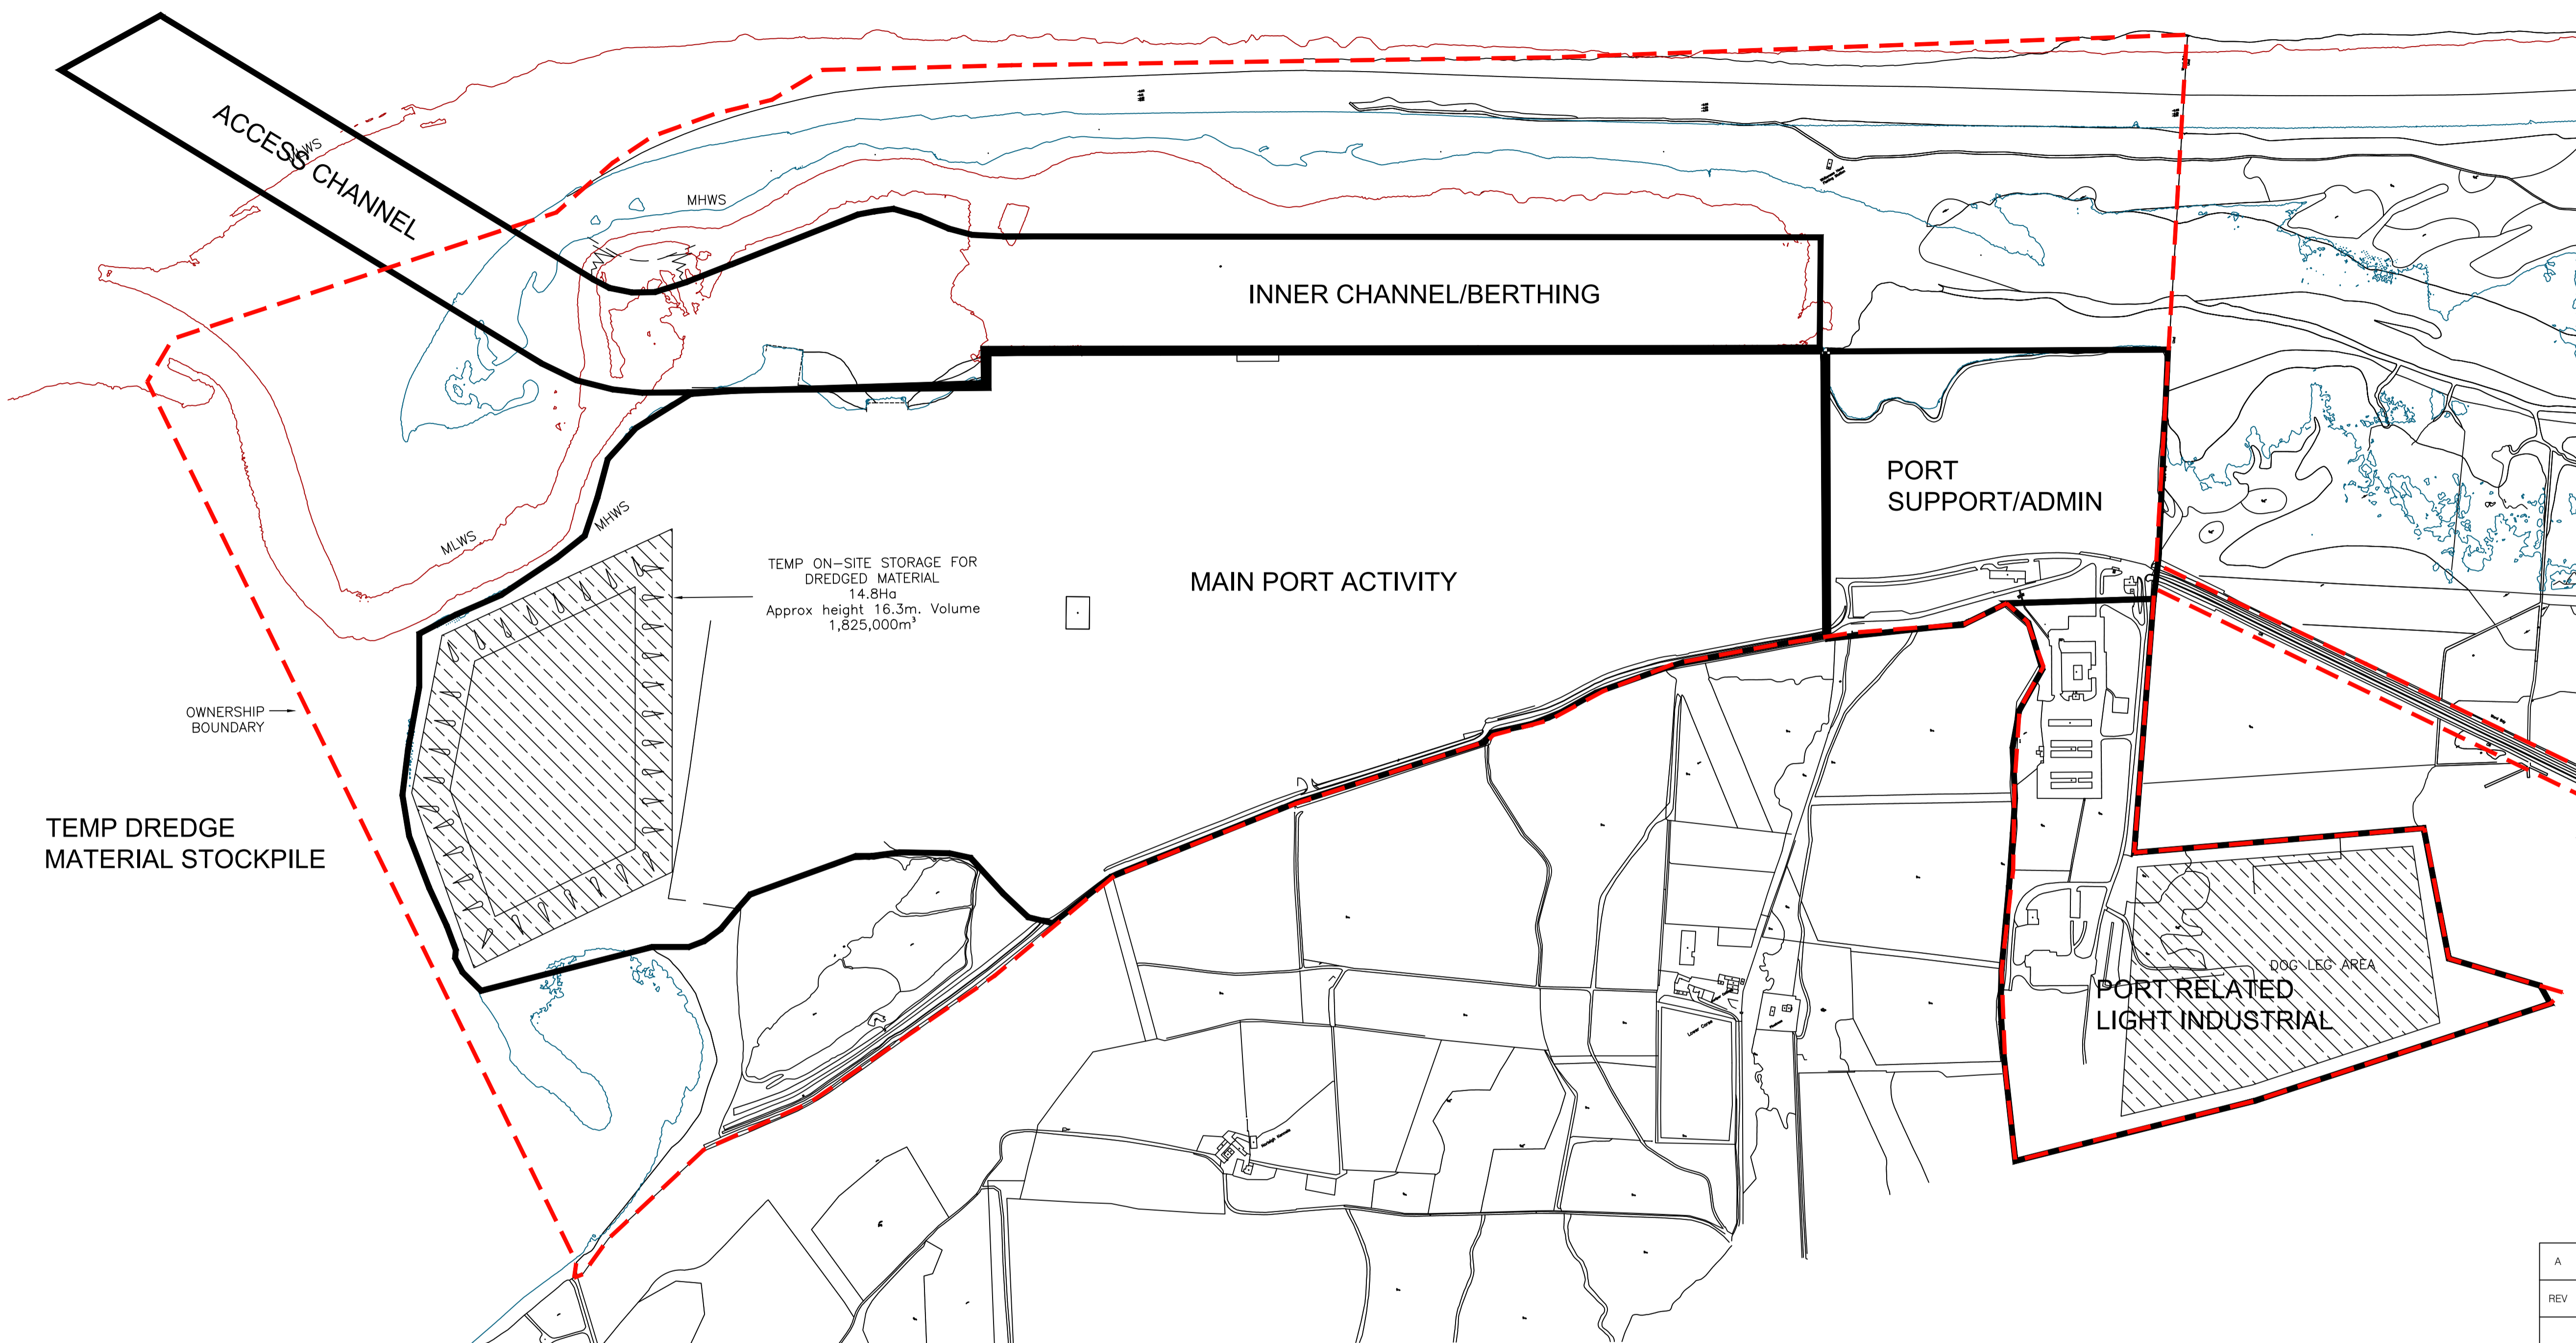 ACCESS CHANNEL
MLWS
MHWS
INNER CHANNEL/BERTHING
PORT
SUPPORT/ADMIN
MHWS
MLWS
TEMP ON-SITE STORAGE FOR
DREDGED MATERIAL
14.8Ha
Approx height 16.3m. Volume
1,825,000m³
MAIN PORT ACTIVITY
OWNERSHIP
BOUNDARY
TEMP DREDGE
MATERIAL STOCKPILE
DOG LEG AREA
PORT RELATED
LIGHT INDUSTRIAL
A
REV